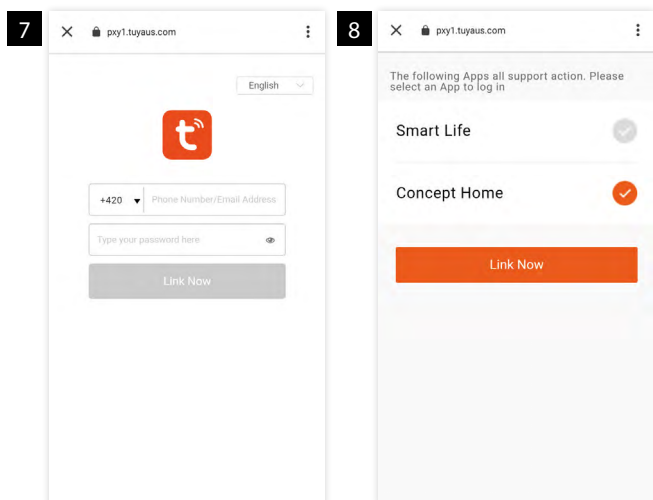 7
pxy1.tuyaus.com
English
t
+420
Phone Number/Email Address
Type your password here
Link Now
8
pxy1.tuyaus.com
The following Apps all support action. Please
select an App to log in
Smart Life
Concept Home
Link Now